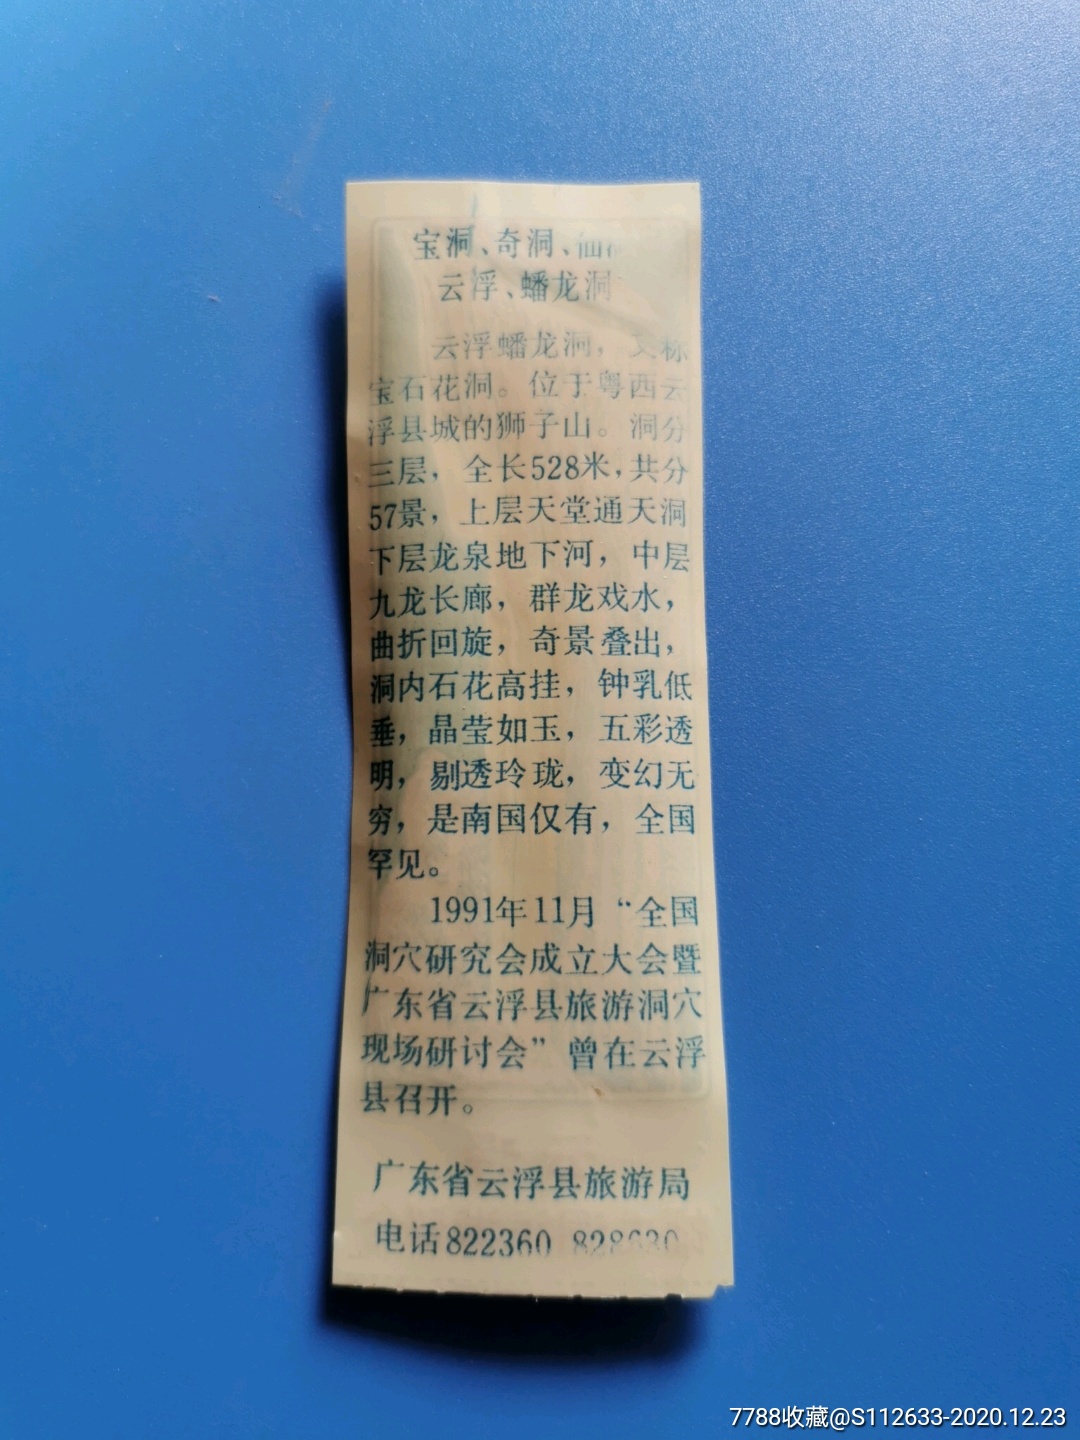 宝洞、奇洞、仙
云浮、蟠龙洞
云浮蟠龙洞，又称
宝石花洞。位于粤西云
浮县城的狮子山。洞分
三层，全长528米，共分
57景，上层天堂通天洞
下层龙泉地下河，中层
九龙长廊，群龙戏水，
曲折回旋，奇景叠出，
洞内石花高挂，钟乳低
垂，晶莹如玉，五彩透
明，剔透玲珑，变幻无
穷，是南国仅有，全国
罕见。
1991年11月“全国
洞穴研究会成立大会暨
广东省云浮县旅游洞穴
现场研讨会”曾在云浮
县召开。
广东省云浮县旅游局
电话822360
7788收藏@S112633-2020.12.23